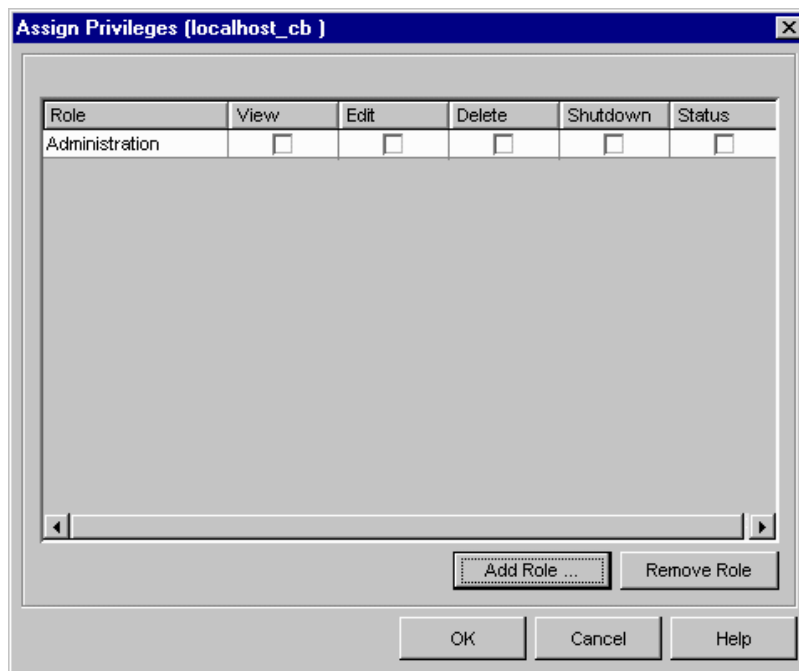 Assign Privileges (localhost_cb )
Role View Edit Delete Shutdown Status
Administration
Add Role ... Remove Role
OK Cancel Help